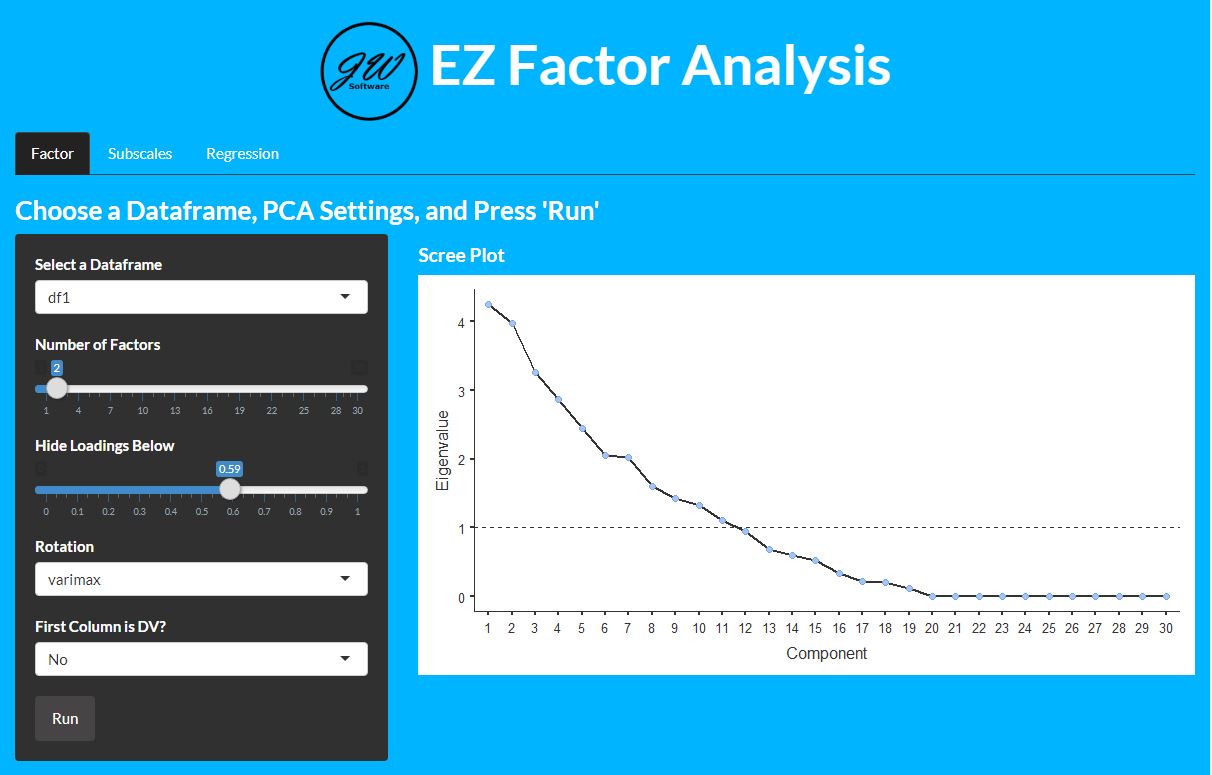 JW
Software
EZ Factor Analysis
Factor Subscales Regression
Choose a Dataframe, PCA Settings, and Press 'Run'
Select a Dataframe
df1
Number of Factors
2
1 4 7 10 13 16 19 22 25 28 30
Hide Loadings Below
0.59
0 0.1 0.2 0.3 0.4 0.5 0.6 0.7 0.8 0.9 1
Rotation
varimax
First Column is DV?
No
Run
Scree Plot
Eigenvalue
4
3
2
1
0
1 2 3 4 5 6 7 8 9 10 11 12 13 14 15 16 17 18 19 20 21 22 23 24 25 26 27 28 29 30
Component